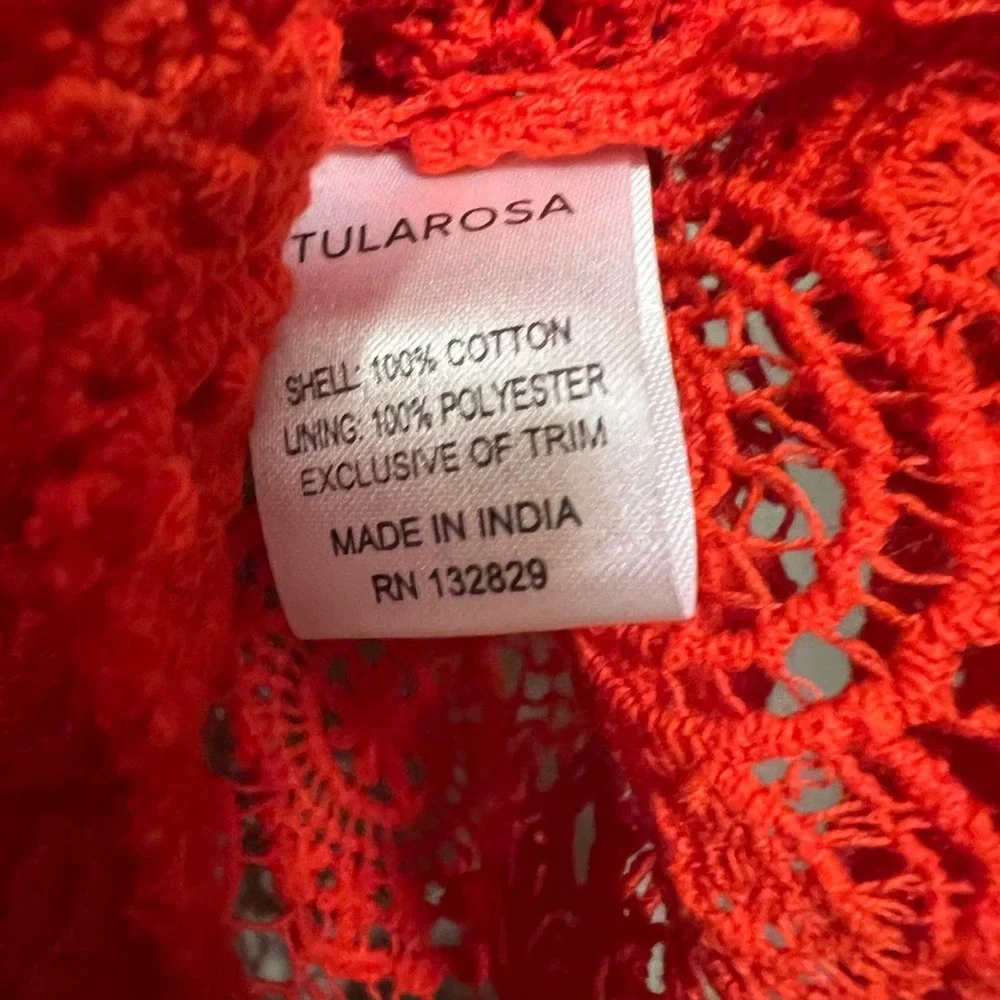 TULAROSA
SHELL: 100% COTTON
LINING: 100% POLYESTER
EXCLUSIVE OF TRIM
MADE IN INDIA
RN 132829